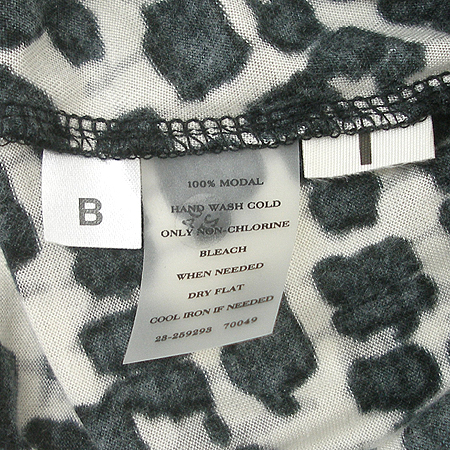 B
100% MODAL
HAND WASH COLD
ONLY NON-CHLORINE
BLEACH
WHEN NEEDED
DRY FLAT
COOL IRON IF NEEDED
28-259293 70049
I